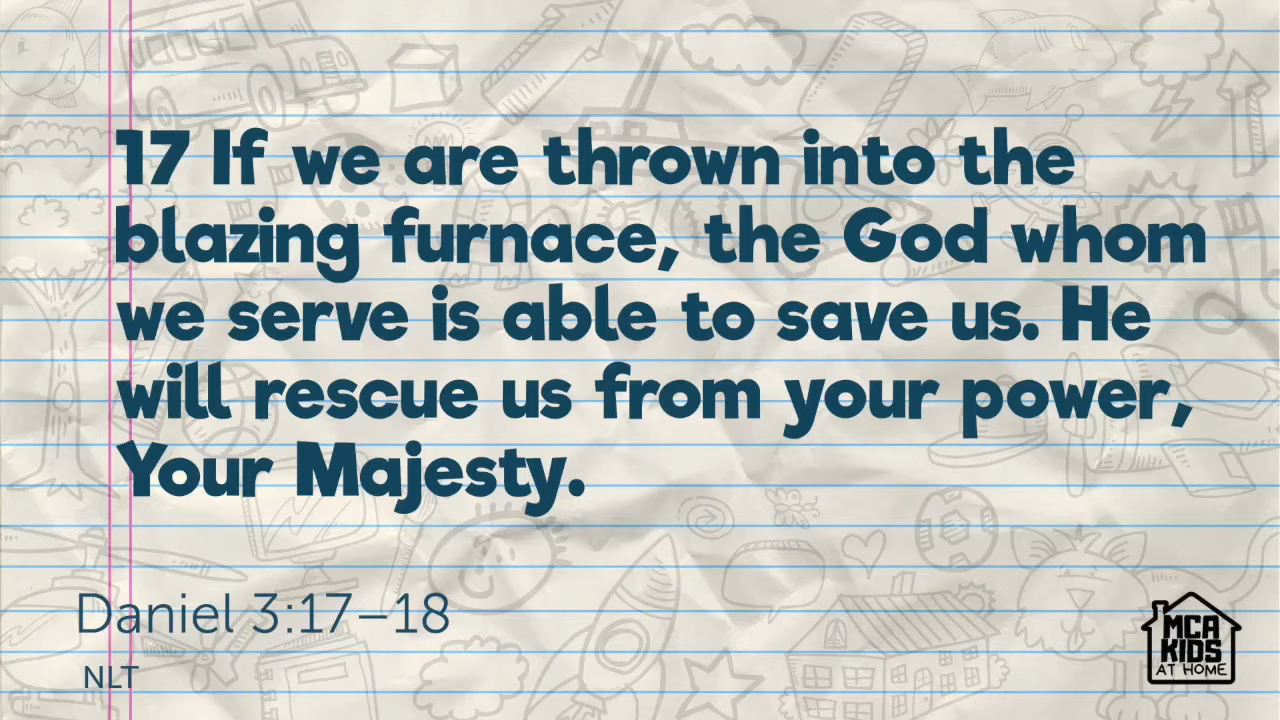 17 If we are thrown into the
blazing furnace, the God whom
we serve is able to save us. He
will rescue us from your power,
Your Majesty.
Daniel 3:17–18
NLT
MCA
KIDS
AT HOME